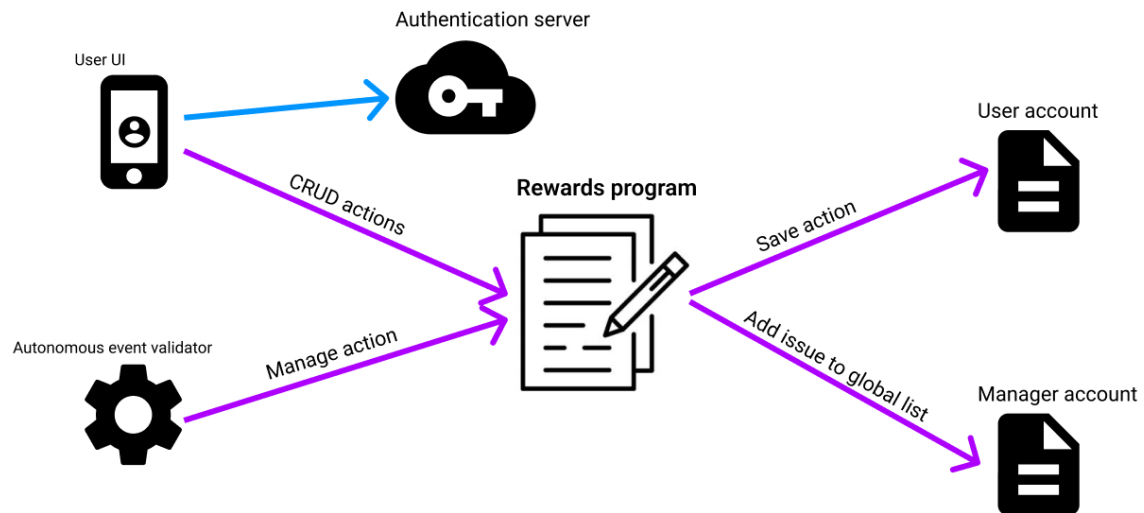 Authentication server
User UI
User account
CRUD actions
Rewards program
Save action
Autonomous event validator
Manage action
Add issue to global list
Manager account